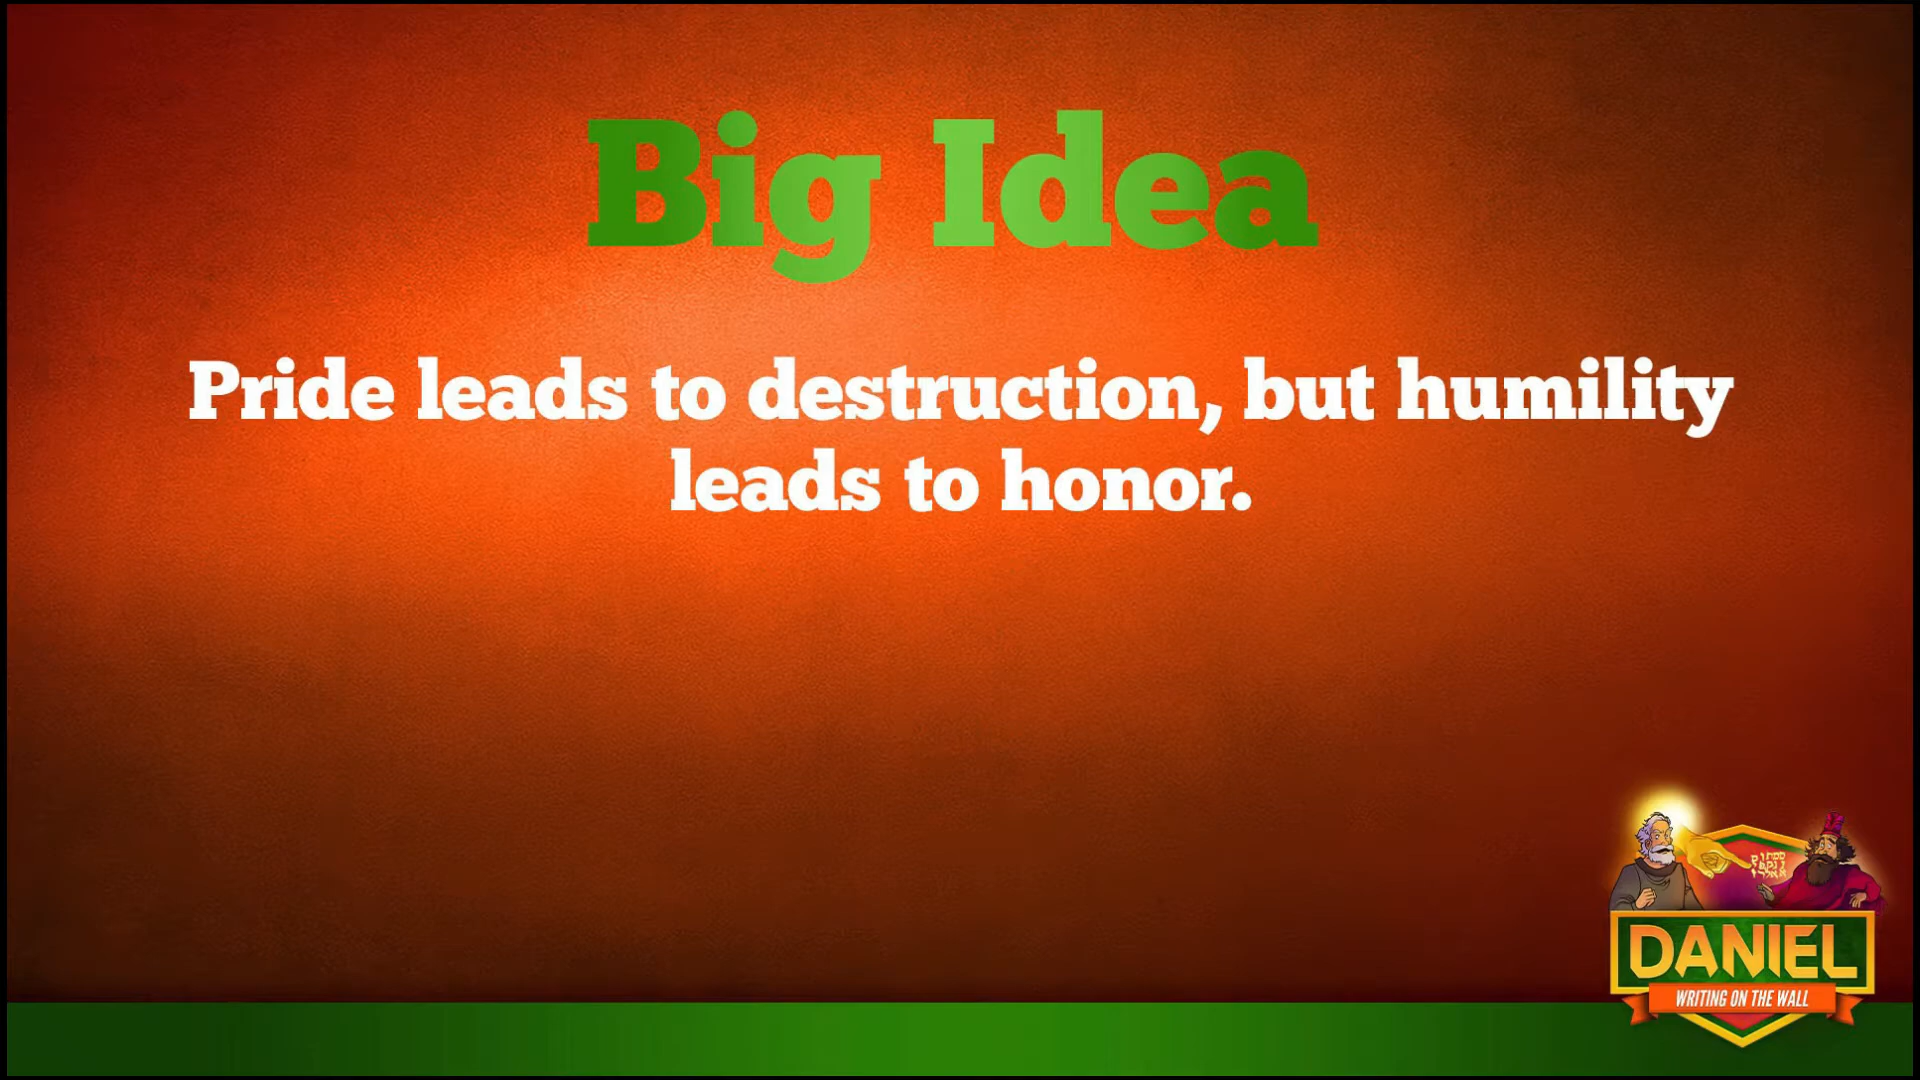 Big Idea
Pride leads to destruction, but humility
leads to honor.
DANIEL
WRITING ON THE WALL